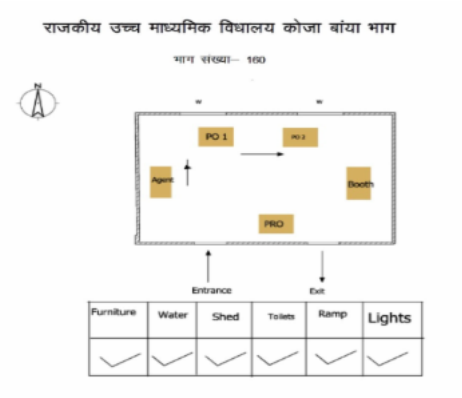 राजकीय उच्च माध्यमिक विधालय कोजा बांया भाग
भाग संख्या– 160
N
W W
PO 1 PO 2
Agent Booth
PRO
Entrance Exit
Furniture Water Shed Toilets Ramp Lights